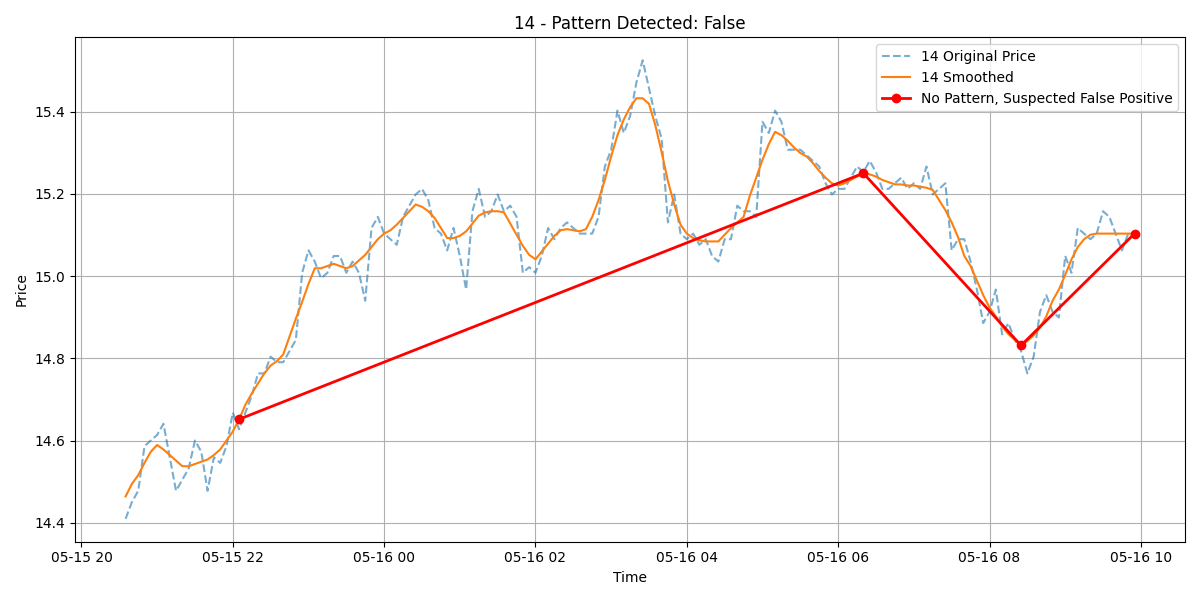 14 - Pattern Detected: False
14 Original Price
14 Smoothed
No Pattern, Suspected False Positive
Price
15.4
15.2
15.0
14.8
14.6
14.4
05-15 20
05-15 22
05-16 00
05-16 02
05-16 04
05-16 06
05-16 08
05-16 10
Time